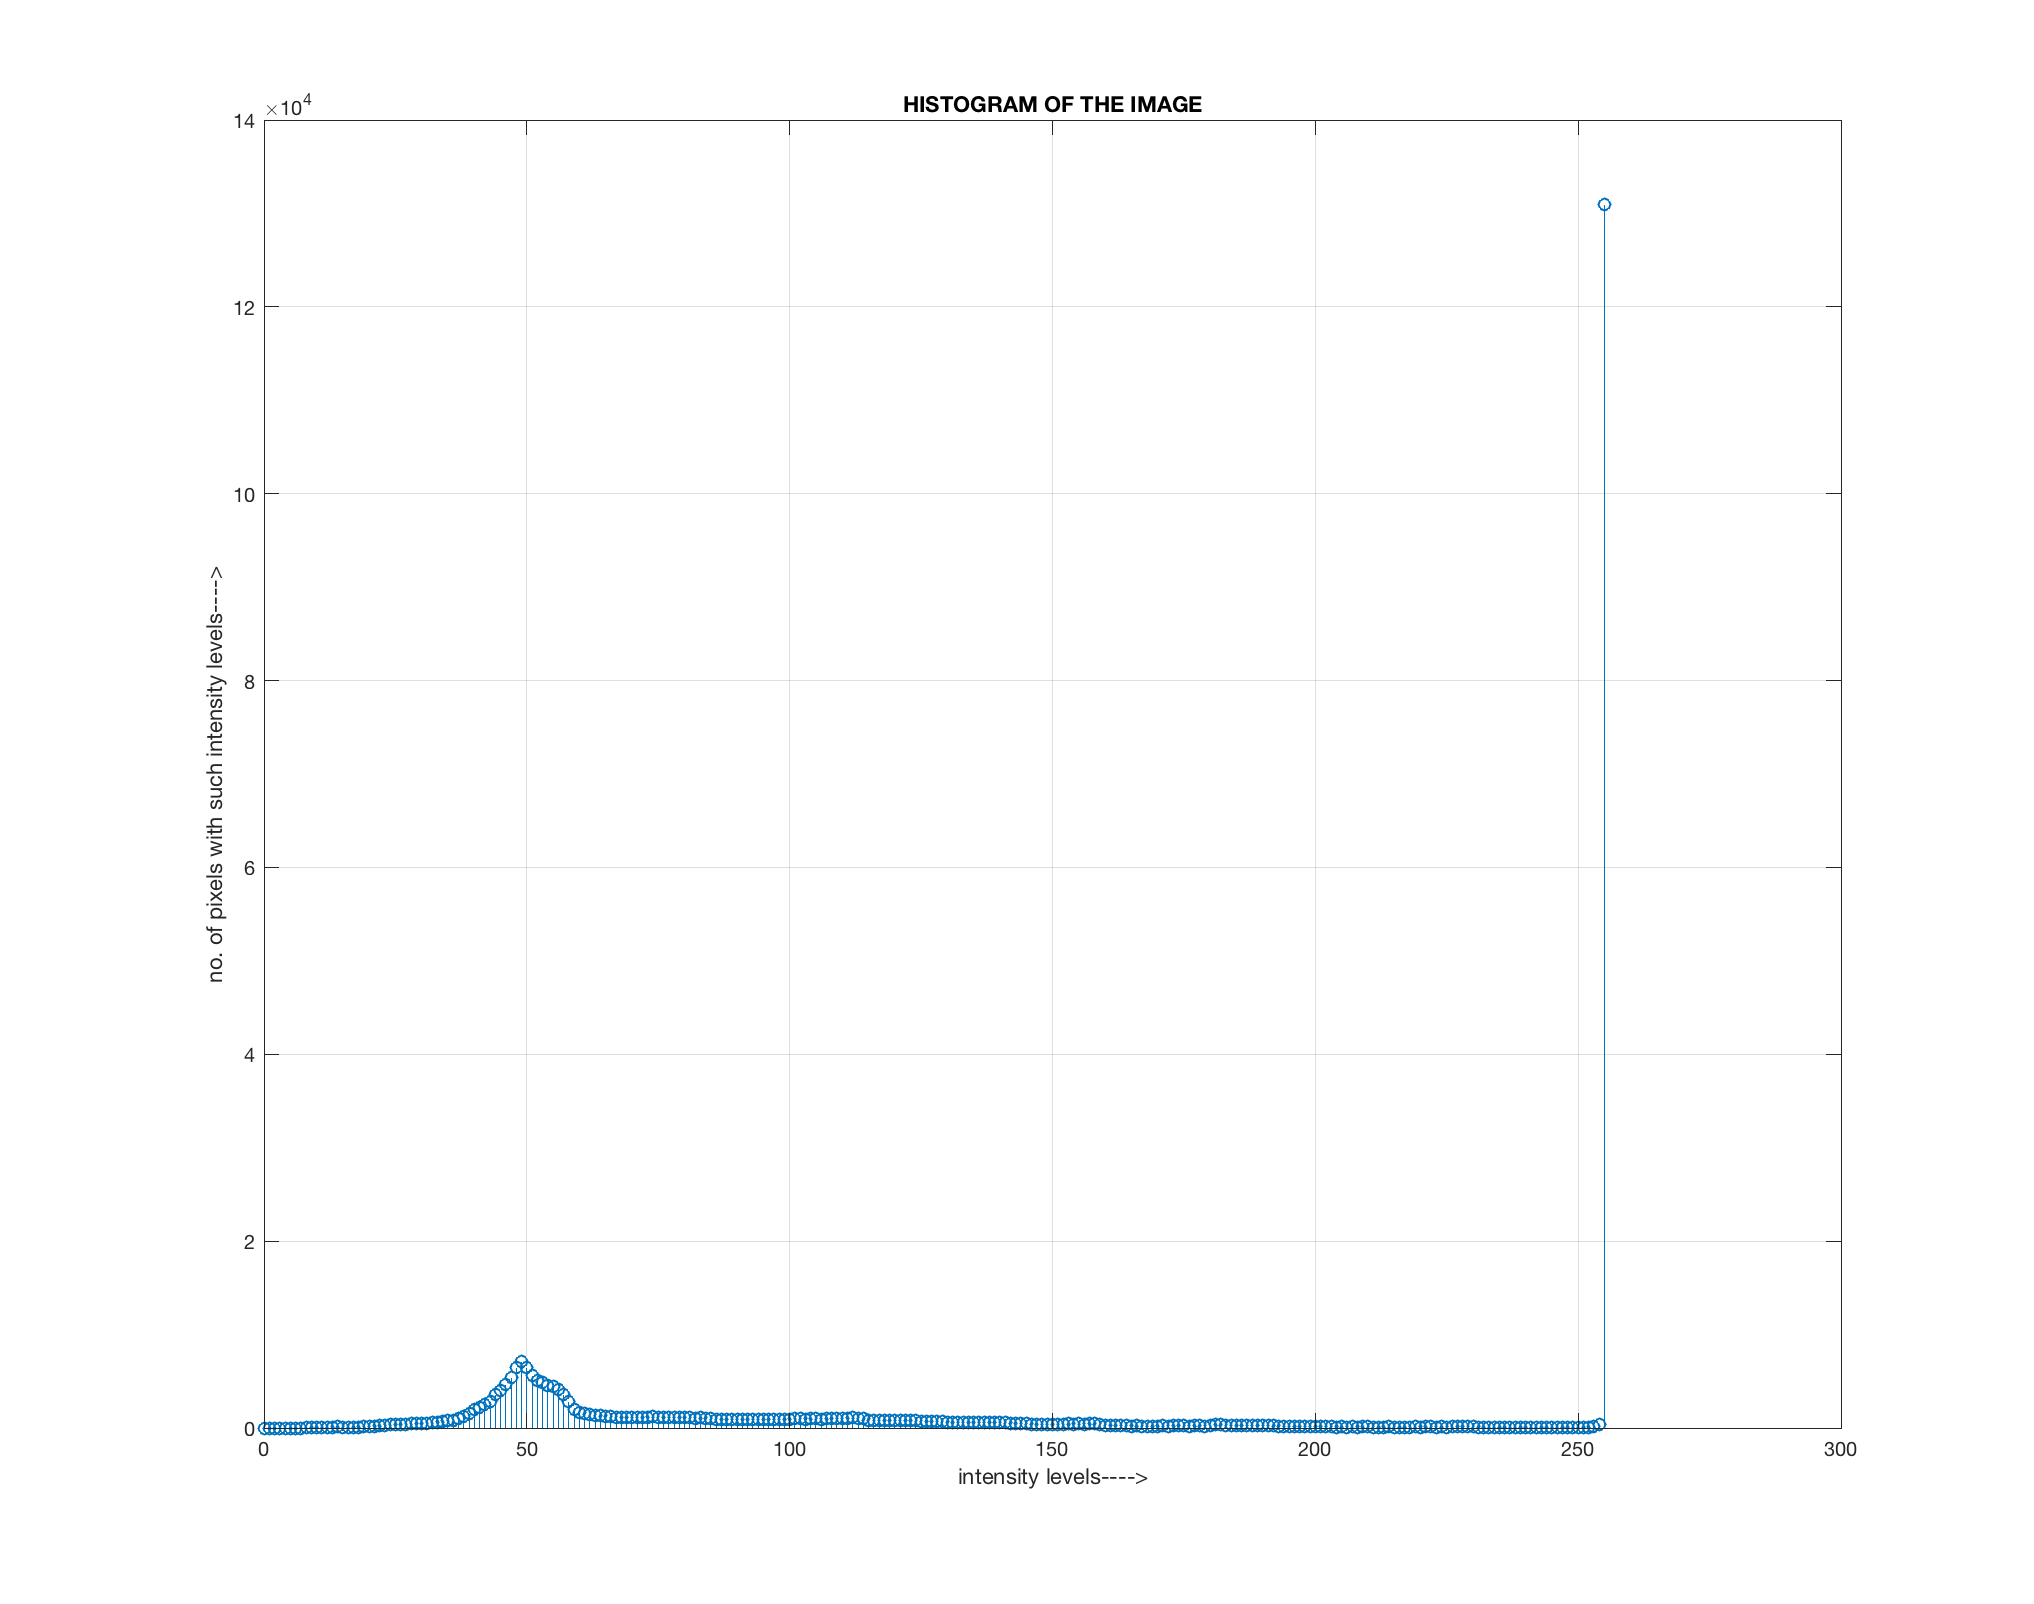 HISTOGRAM OF THE IMAGE
×10^4
14
12
10
8
6
4
2
0
no. of pixels with such intensity levels----->
0 50 100 150 200 250 300
intensity levels---->